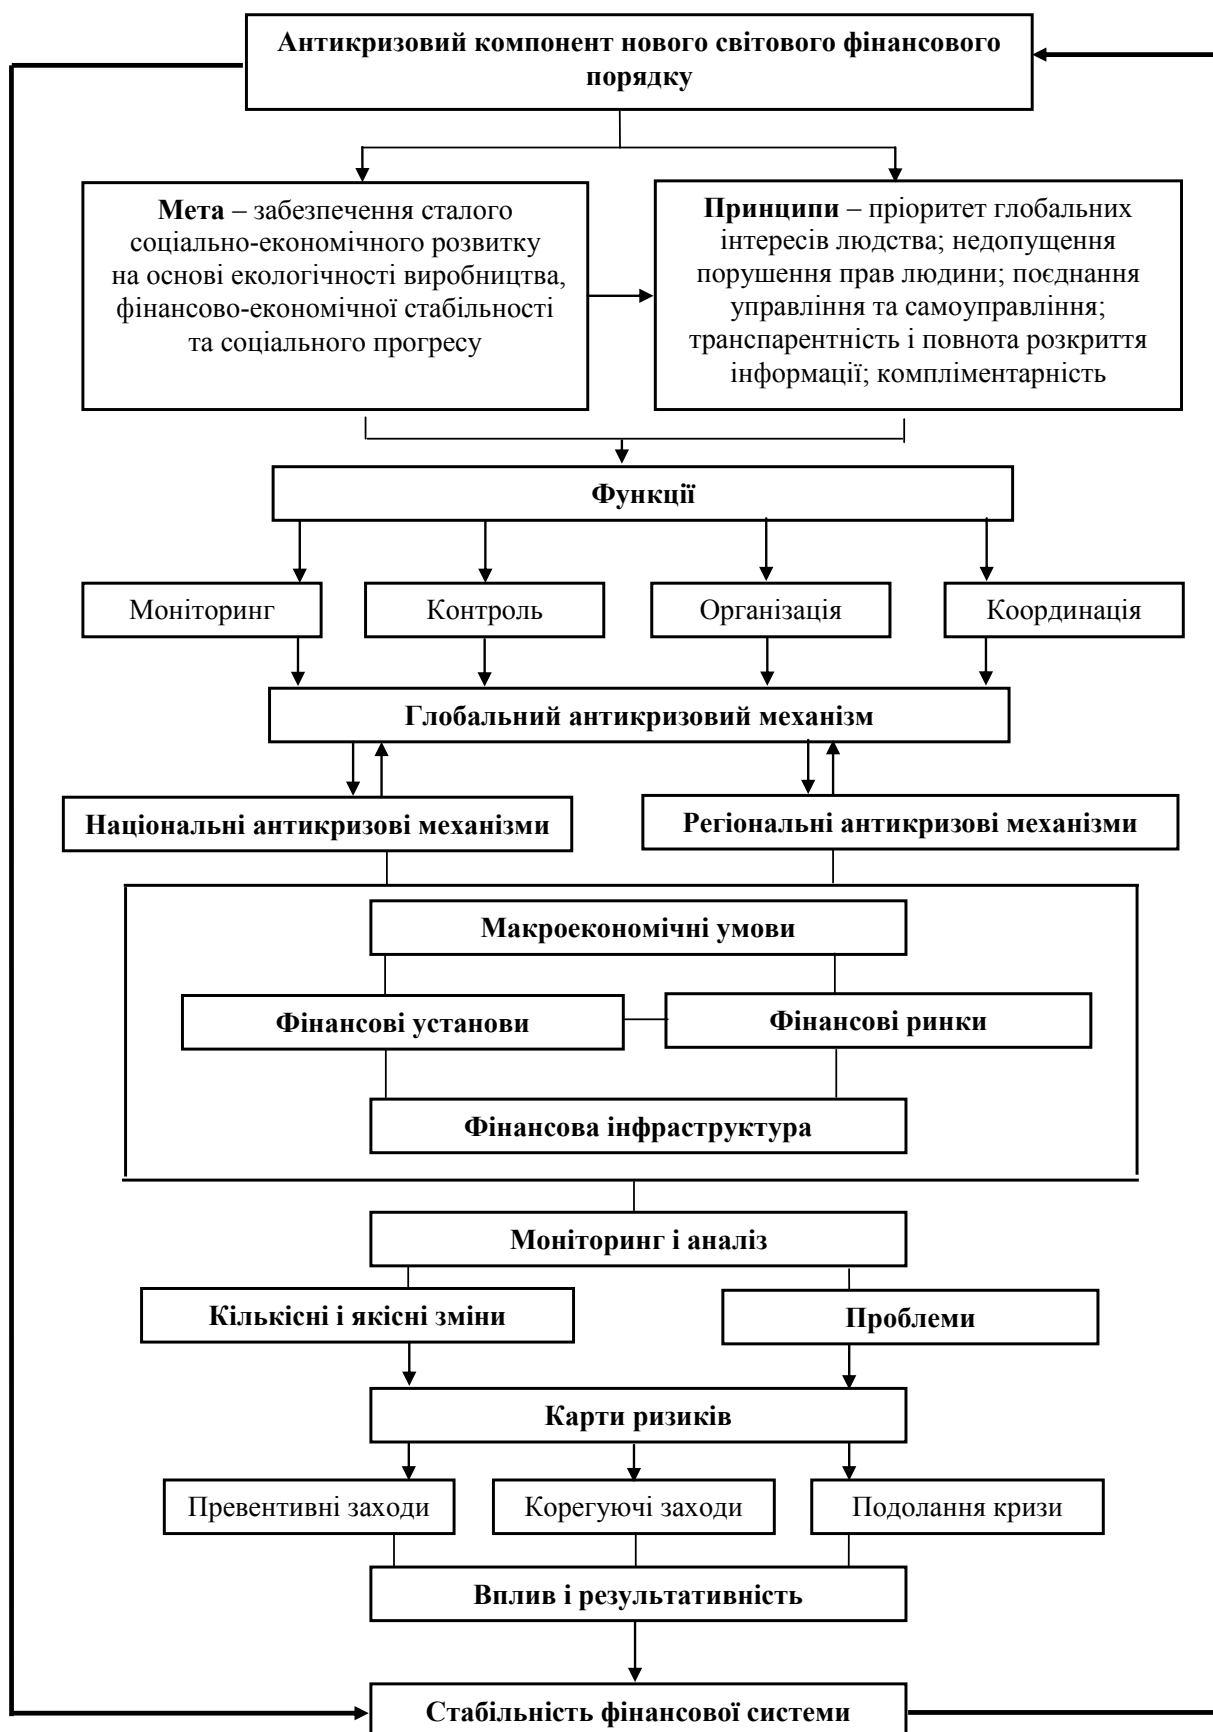 Антикризовий компонент нового світового фінансового
порядку
Мета – забезпечення сталого
соціально-економічного розвитку
на основі екологічності виробництва,
фінансово-економічної стабільності
та соціального прогресу
Принципи – пріоритет глобальних
інтересів людства; недопущення
порушення прав людини; поєднання
управління та самоуправління;
транспарентність і повнота розкриття
інформації; компліментарність
Функції
Моніторинг
Контроль
Організація
Координація
Глобальний антикризовий механізм
Національні антикризові механізми
Регіональні антикризові механізми
Макроекономічні умови
Фінансові установи
Фінансові ринки
Фінансова інфраструктура
Моніторинг і аналіз
Кількісні і якісні зміни
Проблеми
Карти ризиків
Превентивні заходи
Корегуючі заходи
Подолання кризи
Вплив і результативність
Стабільність фінансової системи